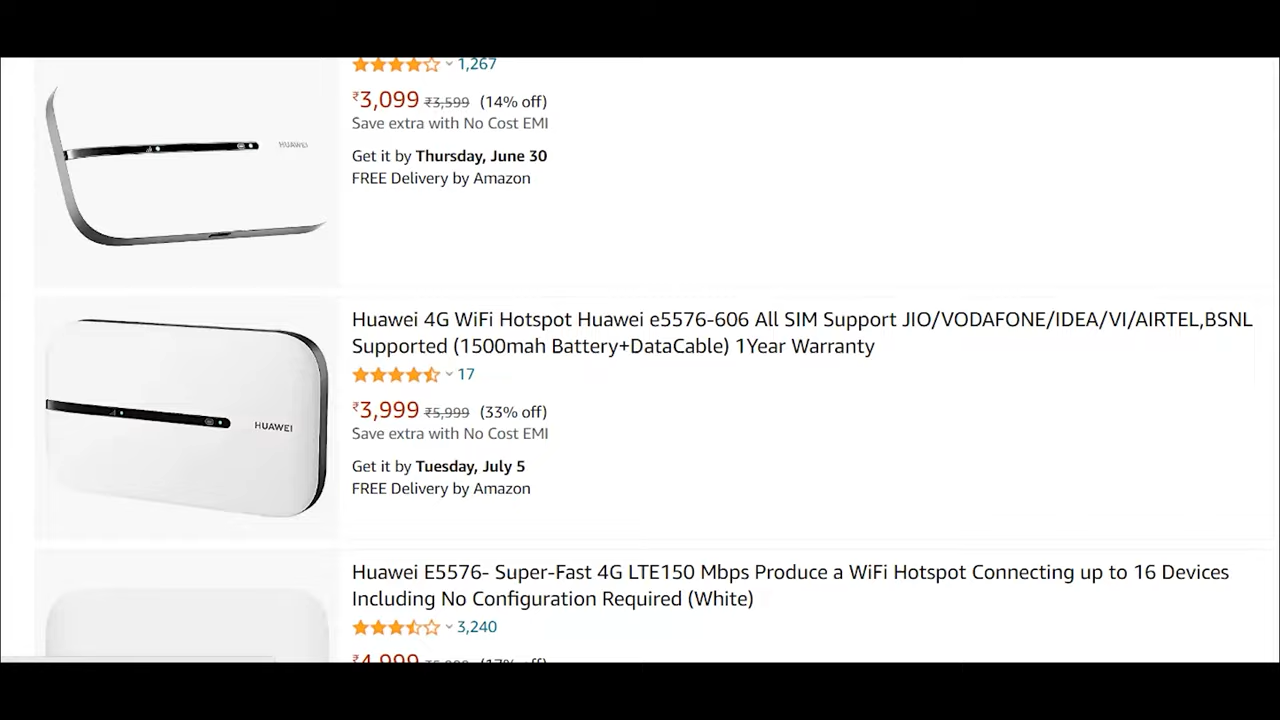 1,267
₹3,099 ₹3,599 (14% off)
Save extra with No Cost EMI
Get it by Thursday, June 30
FREE Delivery by Amazon
HUAWEI
Huawei 4G WiFi Hotspot Huawei e5576-606 All SIM Support JIO/VODAFONE/IDEA/VI/AIRTEL,BSNL
Supported (1500mah Battery+DataCable) 1Year Warranty
17
₹3,999 ₹5,999 (33% off)
Save extra with No Cost EMI
Get it by Tuesday, July 5
FREE Delivery by Amazon
HUAWEI
Huawei E5576- Super-Fast 4G LTE150 Mbps Produce a WiFi Hotspot Connecting up to 16 Devices
Including No Configuration Required (White)
3,240
₹4,999 (17% off)